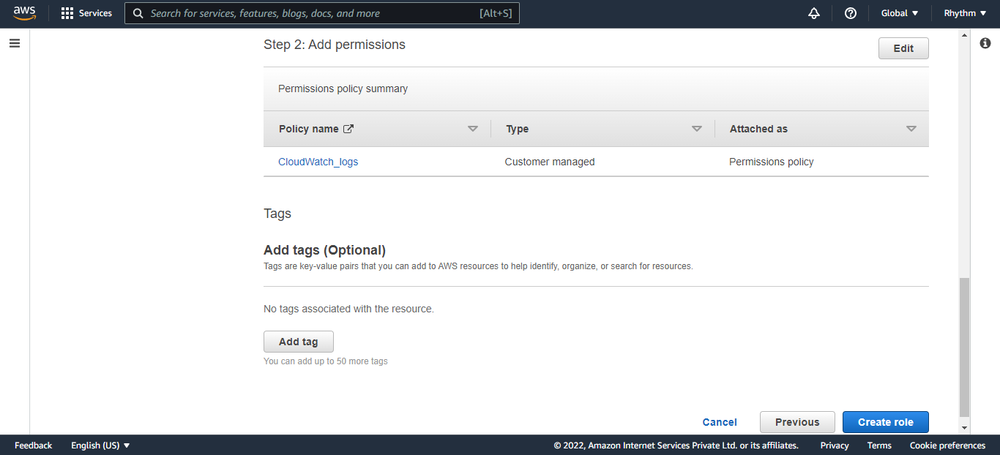 aws
Services
Search for services, features, blogs, docs, and more
[Alt+S]
Global
Rhythm
Step 2: Add permissions
Edit
Permissions policy summary
Policy name
Type
Attached as
CloudWatch_logs
Customer managed
Permissions policy
Tags
Add tags (Optional)
Tags are key-value pairs that you can add to AWS resources to help identify, organize, or search for resources.
No tags associated with the resource.
Add tag
You can add up to 50 more tags
Cancel
Previous
Create role
Feedback
English (US)
© 2022, Amazon Internet Services Private Ltd. or its affiliates.
Privacy
Terms
Cookie preferences